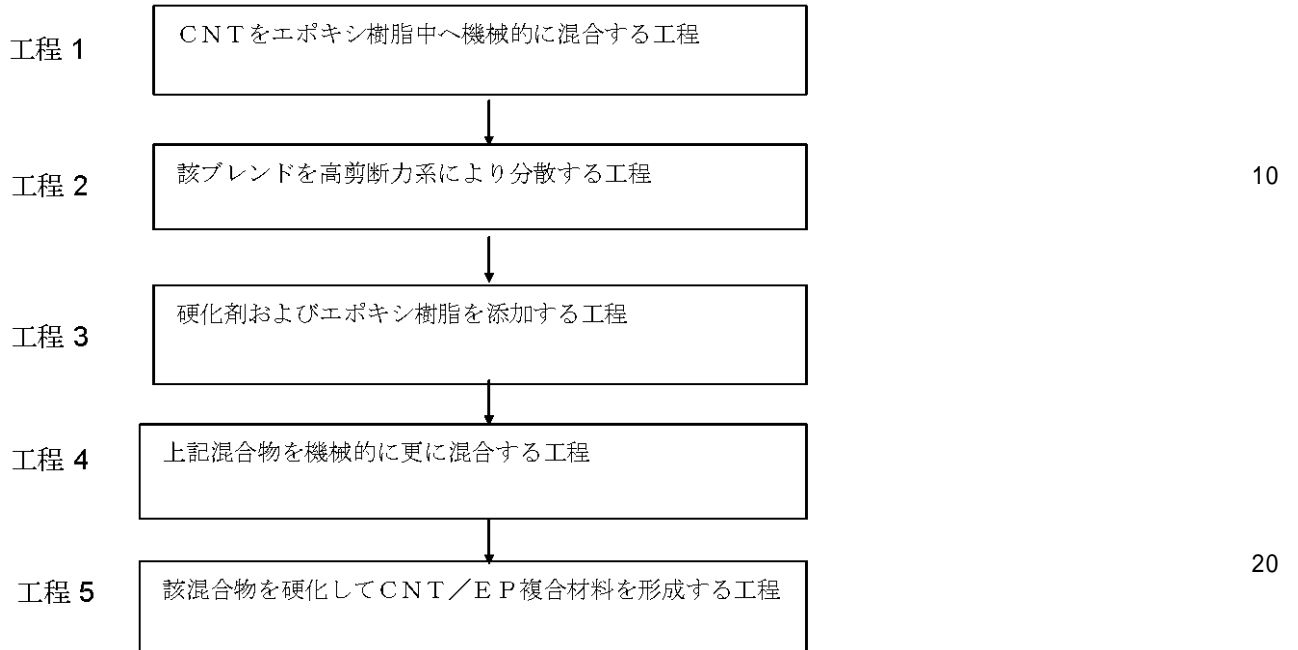 工程 1
ＣＮＴをエポキシ樹脂中へ機械的に混合する工程
工程 2
該ブレンドを高剪断力系により分散する工程
10
工程 3
硬化剤およびエポキシ樹脂を添加する工程
工程 4
上記混合物を機械的に更に混合する工程
工程 5
該混合物を硬化してＣＮＴ／ＥＰ複合材料を形成する工程
20